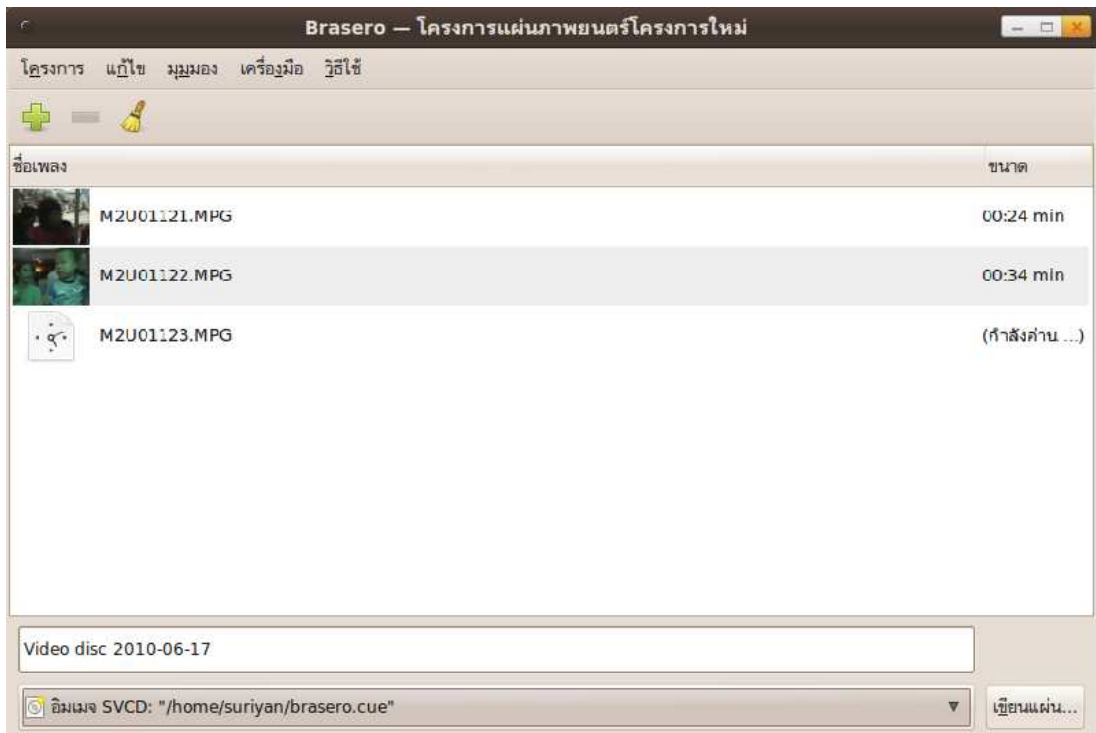 Brasero — โครงการแผ่นภาพยนตร์โครงการใหม่
โครงการ แก้ไข มุมมอง เครื่องมือ วิธีใช้
ชื่อเพลง ขนาด
M2U01121.MPG 00:24 min
M2U01122.MPG 00:34 min
M2U01123.MPG (กำลังค่าน ...)
Video disc 2010-06-17
อิมเมจ SVCD: "/home/suriyan/brasero.cue"
เขียนแผ่น...